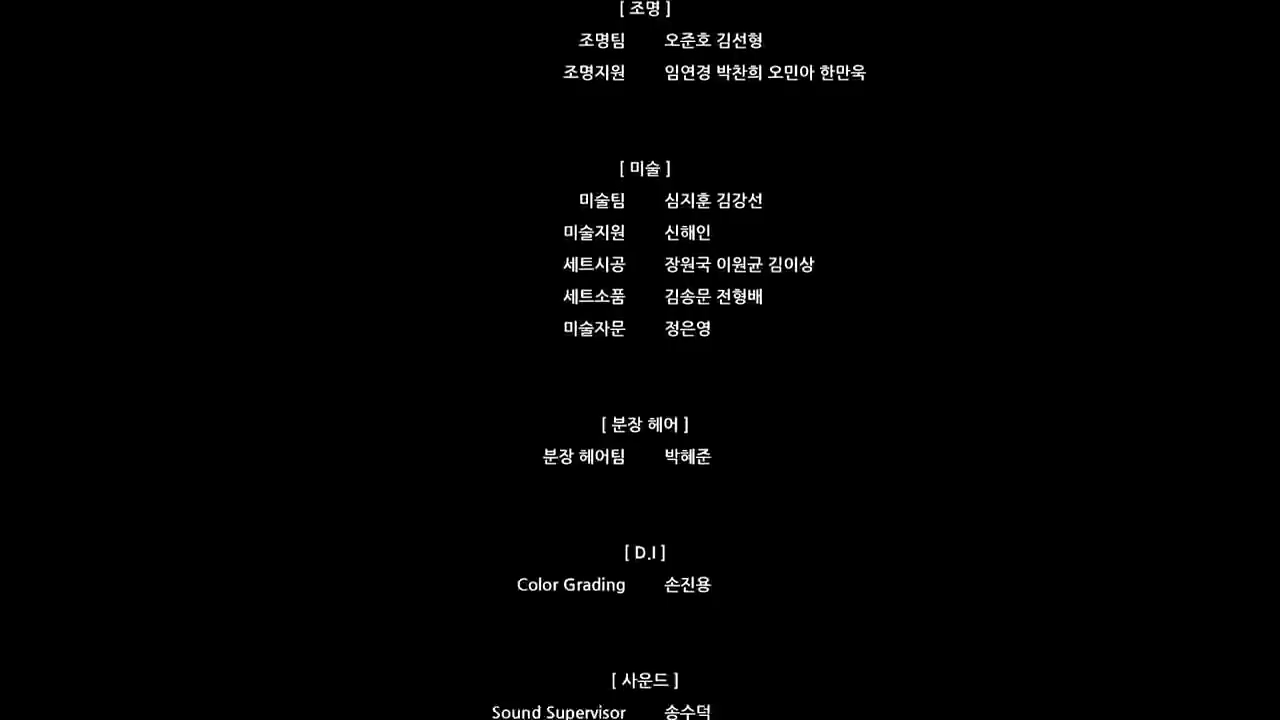 [ 조명 ]
조명팀 오준호 김선형
조명지원 임연경 박찬희 오민아 한만욱
[ 미술 ]
미술팀 심지훈 김강선
미술지원 신해인
세트시공 장원국 이원균 김이상
세트소품 김송문 전형배
미술자문 정은영
[ 분장 헤어 ]
분장 헤어팀 박혜준
[ D.I ]
Color Grading 손진용
[ 사운드 ]
Sound Supervisor 송수덕